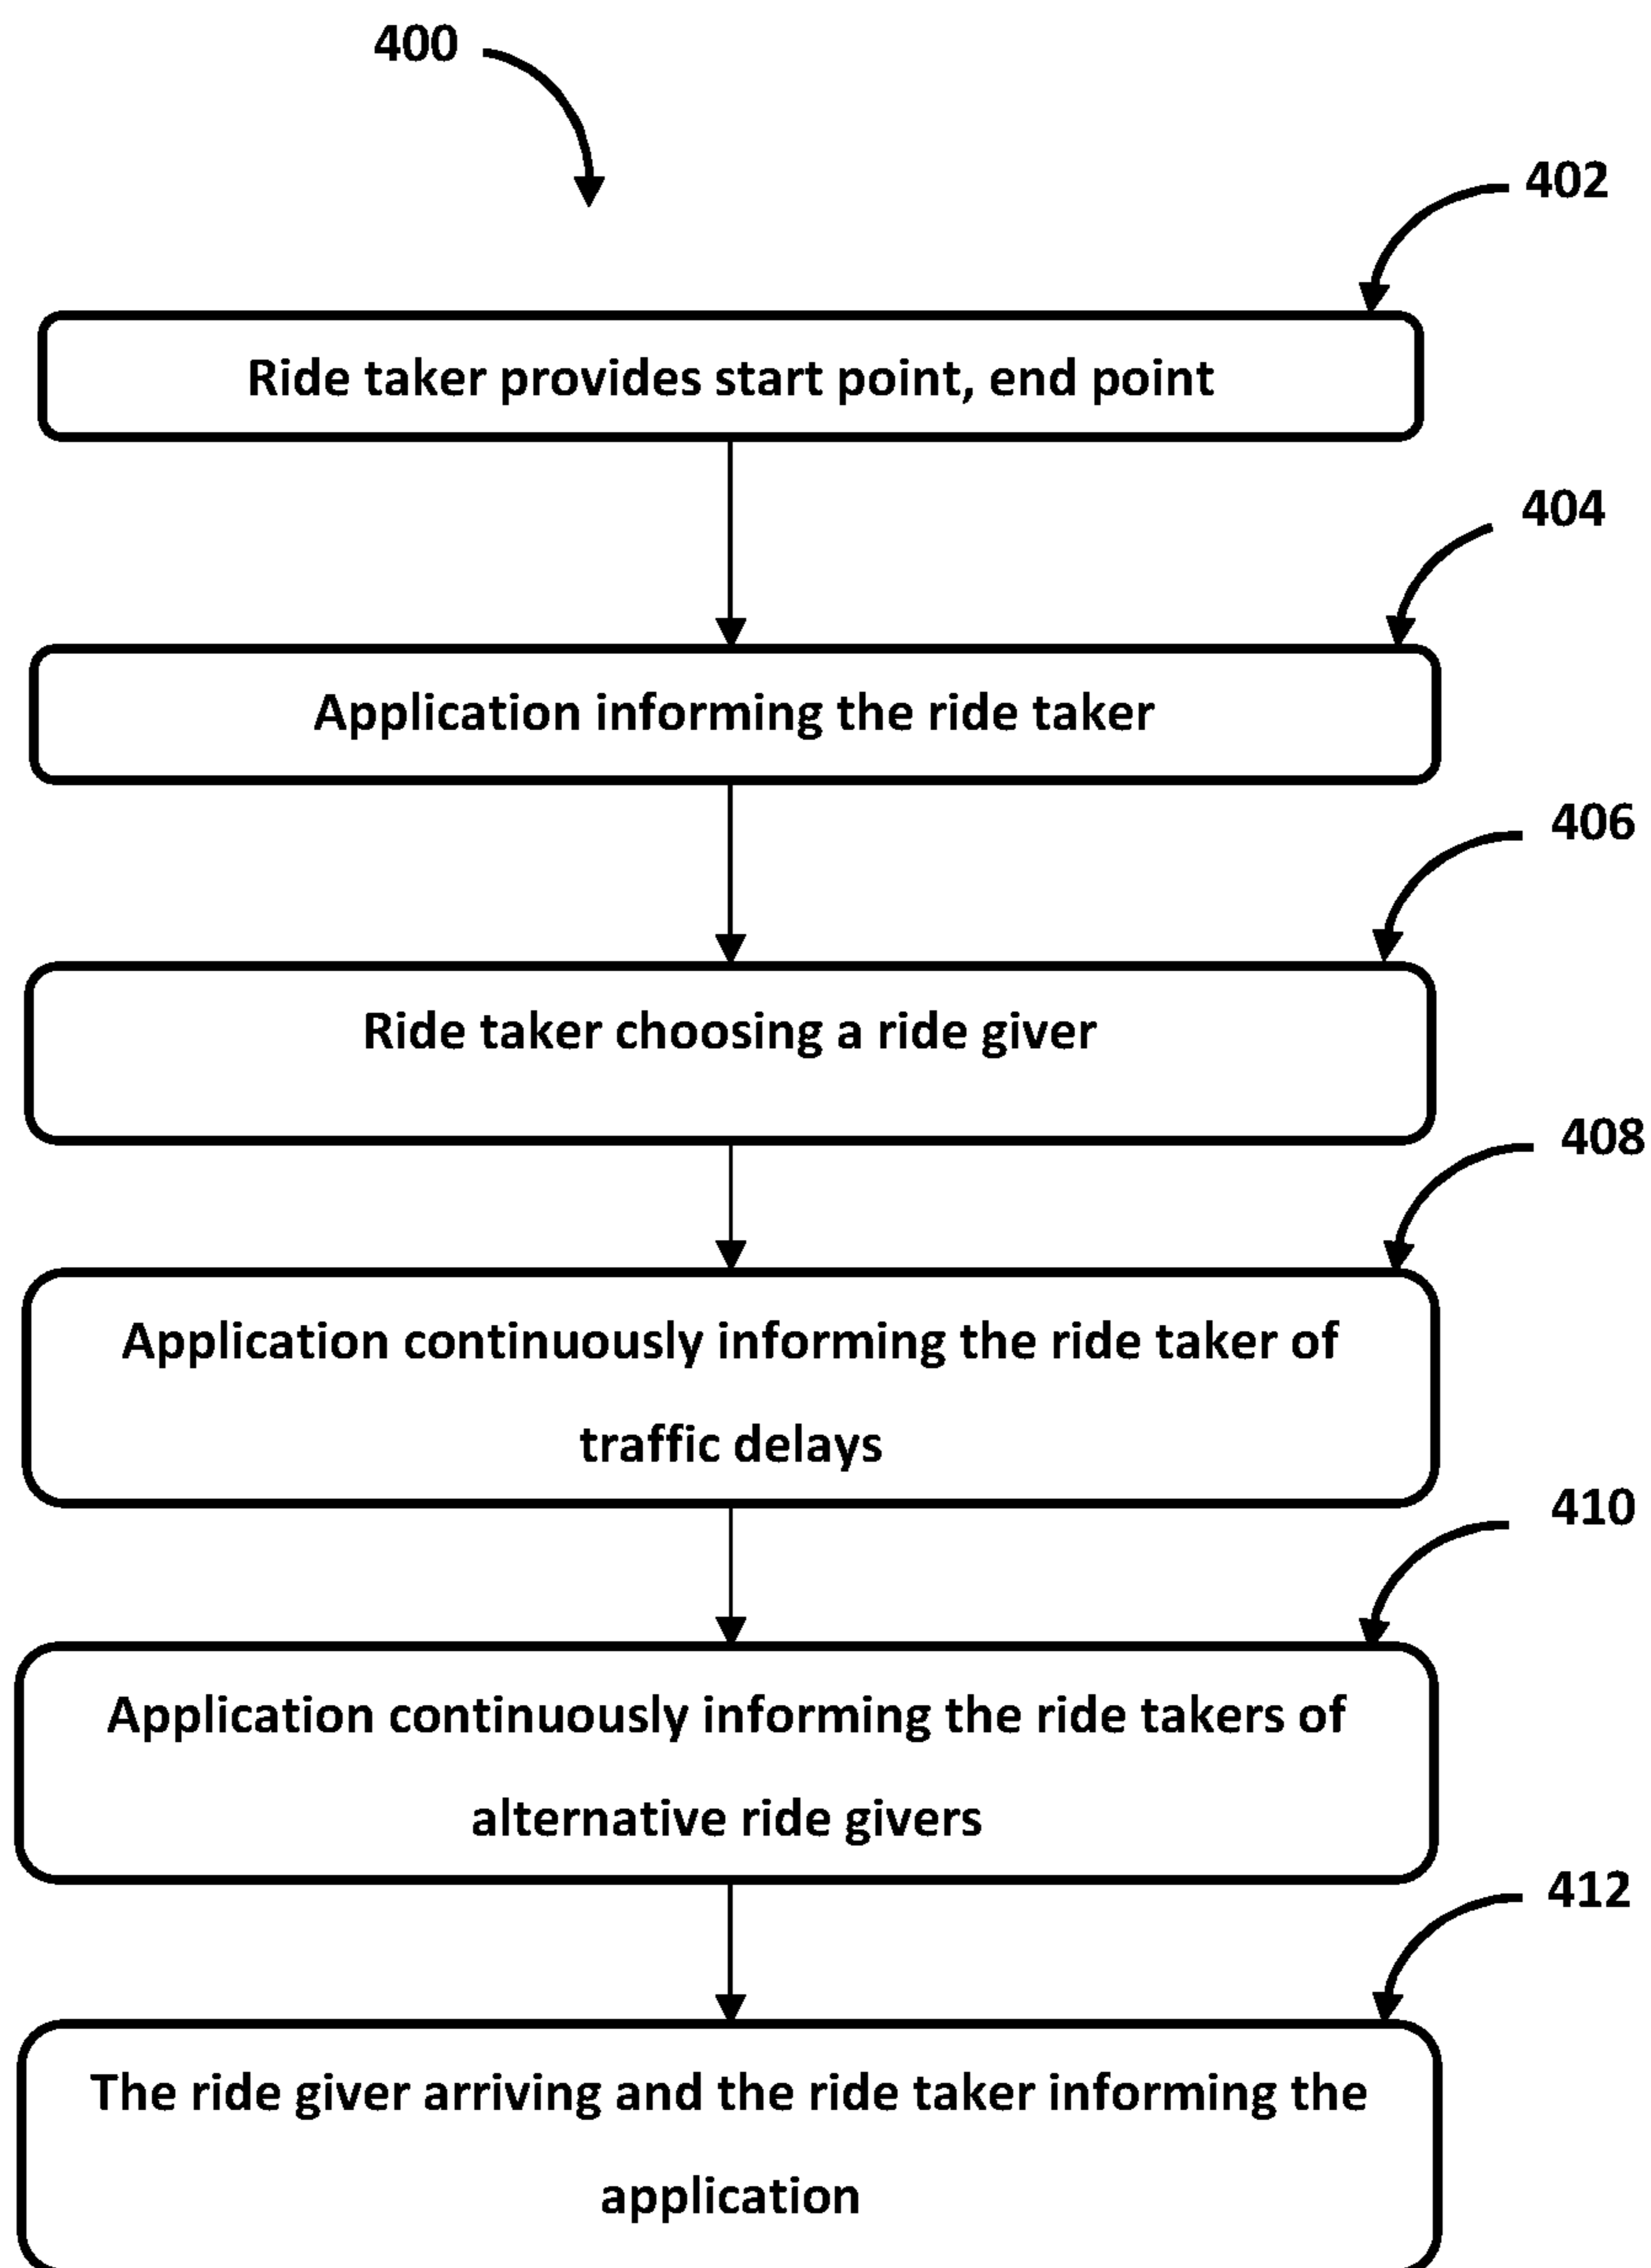 400
402
Ride taker provides start point, end point
404
Application informing the ride taker
406
Ride taker choosing a ride giver
408
Application continuously informing the ride taker of
traffic delays
410
Application continuously informing the ride takers of
alternative ride givers
412
The ride giver arriving and the ride taker informing the
application